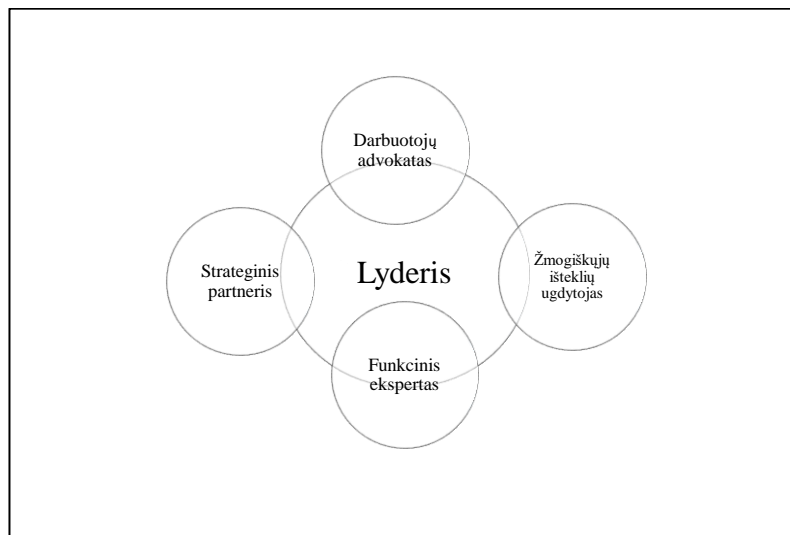 Darbuotojų
advokatas
Strateginis
partneris
Lyderis
Žmogiškųjų
išteklių
ugdytojas
Funkcinis
ekspertas